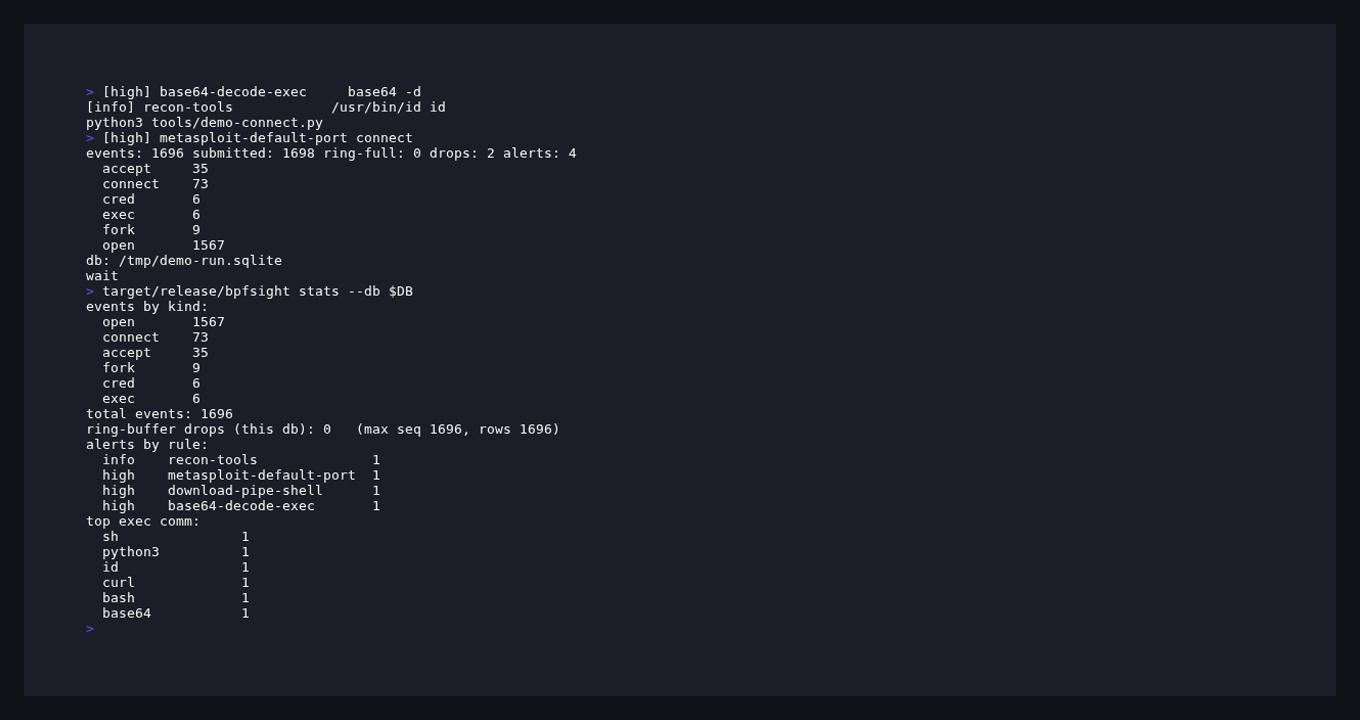 > [high] base64-decode-exec     base64 -d
[info] recon-tools            /usr/bin/id id
python3 tools/demo-connect.py
> [high] metasploit-default-port connect
events: 1696 submitted: 1698 ring-full: 0 drops: 2 alerts: 4
  accept     35
  connect    73
  cred       6
  exec       6
  fork       9
  open       1567
db: /tmp/demo-run.sqlite
wait
> target/release/bpfsight stats --db $DB
events by kind:
  open       1567
  connect    73
  accept     35
  fork       9
  cred       6
  exec       6
total events: 1696
ring-buffer drops (this db): 0   (max seq 1696, rows 1696)
alerts by rule:
  info    recon-tools              1
  high    metasploit-default-port  1
  high    download-pipe-shell      1
  high    base64-decode-exec       1
top exec comm:
  sh               1
  python3          1
  id               1
  curl             1
  bash             1
  base64           1
>